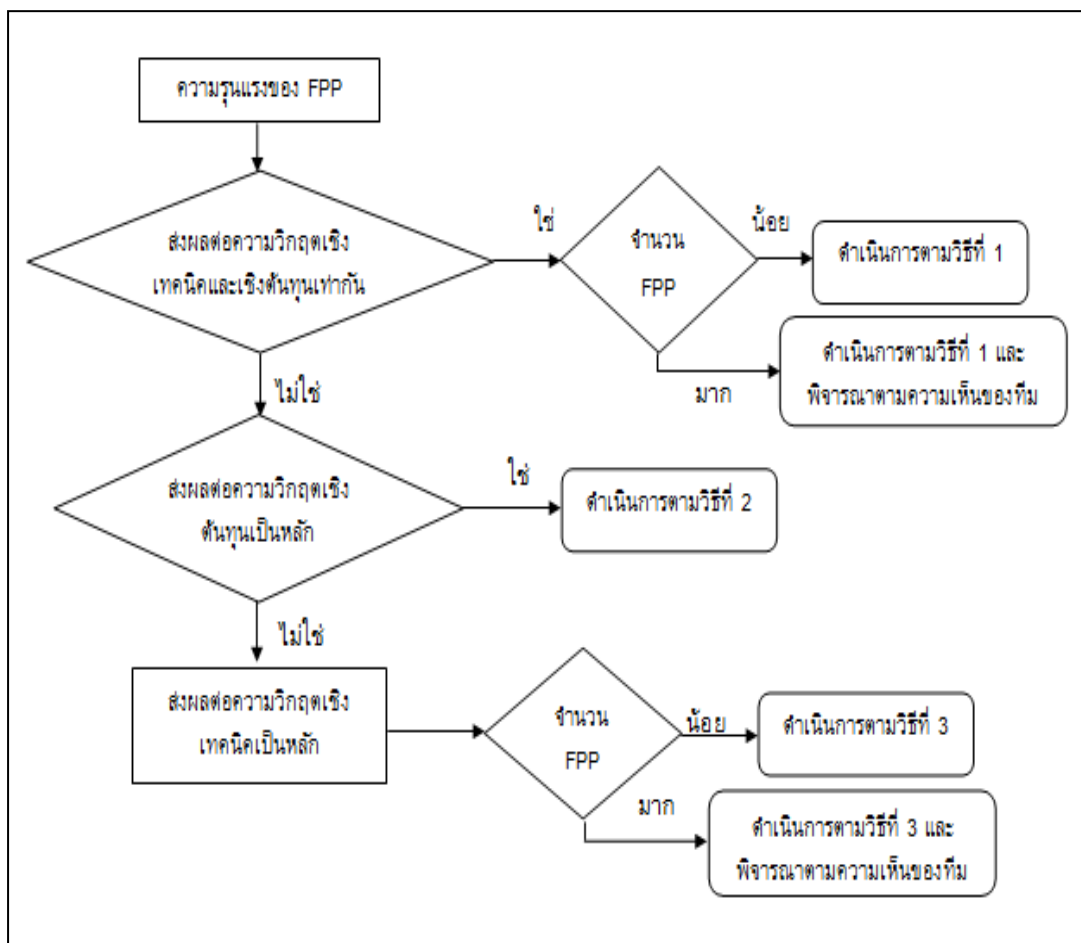 ความรุนแรงของ FPP
ส่งผลต่อความวิกฤตเชิง
เทคนิคและเชิงต้นทุนเท่ากัน
ใช่
จำนวน
FPP
น้อย
ดำเนินการตามวิธีที่ 1
มาก
ดำเนินการตามวิธีที่ 1 และ
พิจารณาตามความเห็นของทีม
ไม่ใช่
ส่งผลต่อความวิกฤตเชิง
ต้นทุนเป็นหลัก
ใช่
ดำเนินการตามวิธีที่ 2
ไม่ใช่
ส่งผลต่อความวิกฤตเชิง
เทคนิคเป็นหลัก
จำนวน
FPP
น้อย
ดำเนินการตามวิธีที่ 3
มาก
ดำเนินการตามวิธีที่ 3 และ
พิจารณาตามความเห็นของทีม